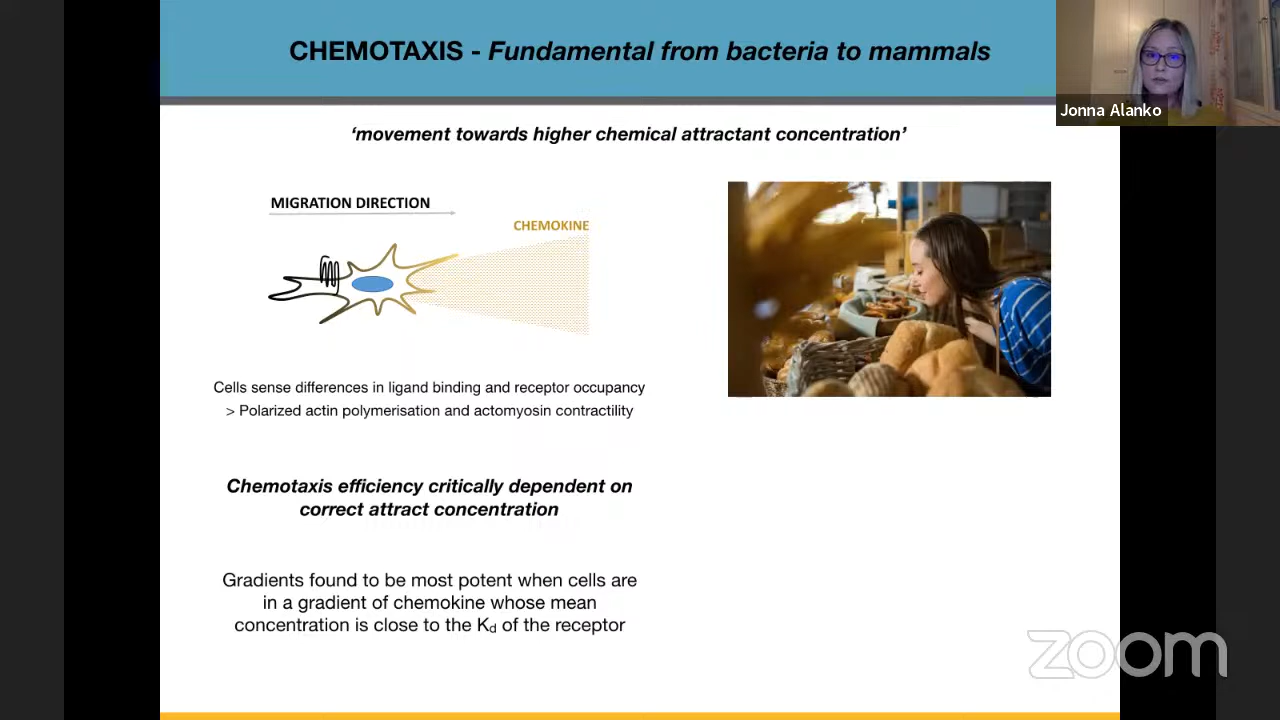 CHEMOTAXIS - Fundamental from bacteria to mammals
Jonna Alanko
‘movement towards higher chemical attractant concentration’
MIGRATION DIRECTION
CHEMOKINE
Cells sense differences in ligand binding and receptor occupancy
> Polarized actin polymerisation and actomyosin contractility
Chemotaxis efficiency critically dependent on
correct attract concentration
Gradients found to be most potent when cells are
in a gradient of chemokine whose mean
concentration is close to the Kd of the receptor
zoom